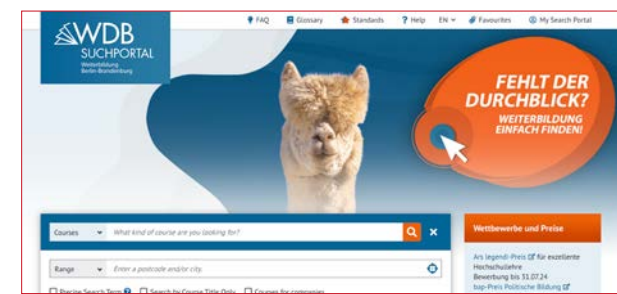 FAQ Glossary Standards Help EN Favourites My Search Portal
WDB
SUCHPORTAL
Weiterbildung
Berlin-Brandenburg
FEHLT DER
DURCHBLICK?
WEITERBILDUNG
EINFACH FINDEN!
Courses What kind of course are you looking for?
Range Enter a postcode and/or city.
Precise Search Term Search by Course Title Only Courses for companies
Wettbewerbe und Preise
Ars legendi-Preis für exzellente
Hochschullehre
Bewerbung bis 31.07.24
bap-Preis Politische Bildung